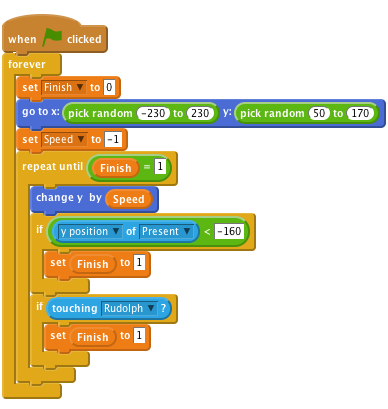 when clicked
forever
set Finish to 0
go to x: pick random -230 to 230 y: pick random 50 to 170
set Speed to -1
repeat until Finish = 1
change y by Speed
if y position of Present < -160
set Finish to 1
if touching Rudolph ?
set Finish to 1